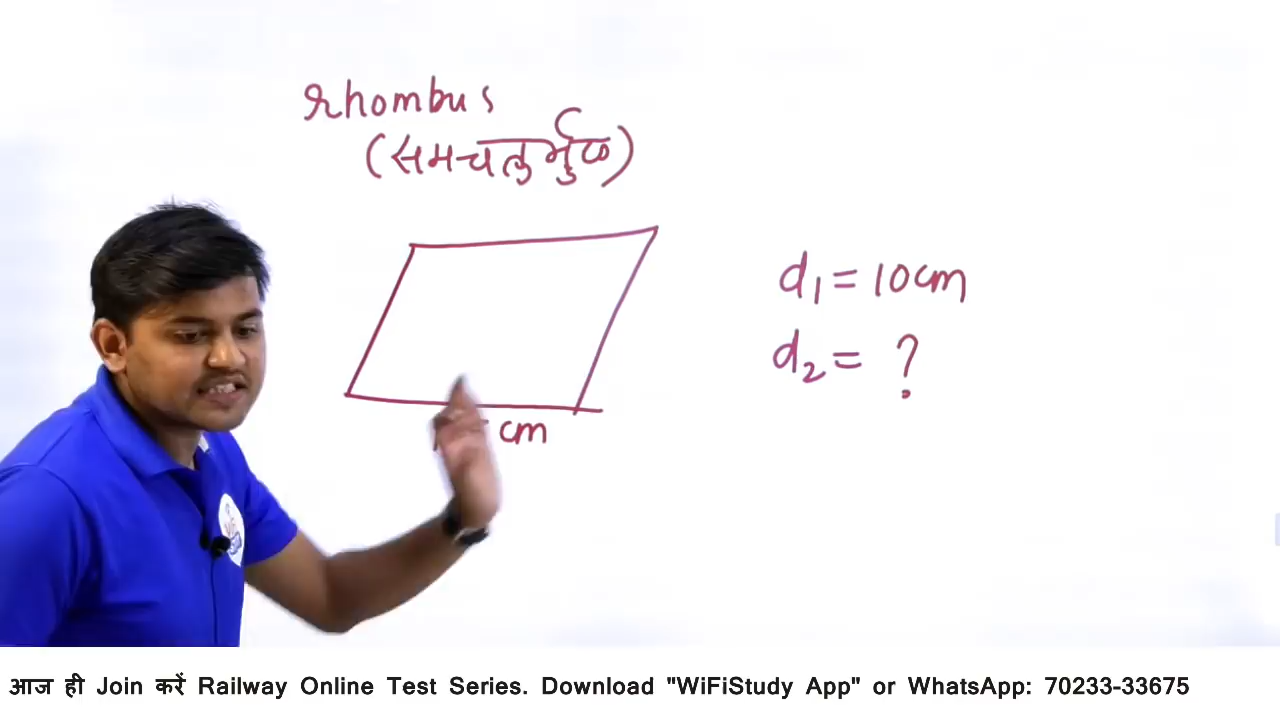 rhombus
(समचतुर्भुज)
d₁ = 10cm
d₂ = ?
cm
आज ही Join करें Railway Online Test Series. Download "WiFiStudy App" or WhatsApp: 70233-33675